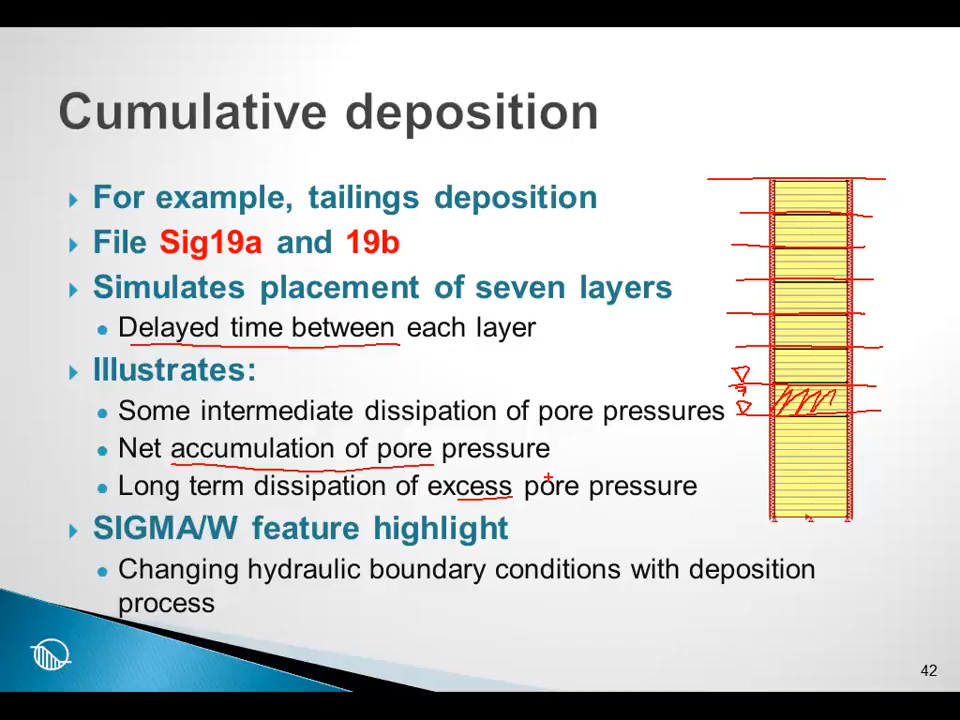 Cumulative deposition
For example, tailings deposition
File Sig19a and 19b
Simulates placement of seven layers
Delayed time between each layer
Illustrates:
Some intermediate dissipation of pore pressures
Net accumulation of pore pressure
Long term dissipation of excess pore pressure
SIGMA/W feature highlight
Changing hydraulic boundary conditions with deposition
process
42